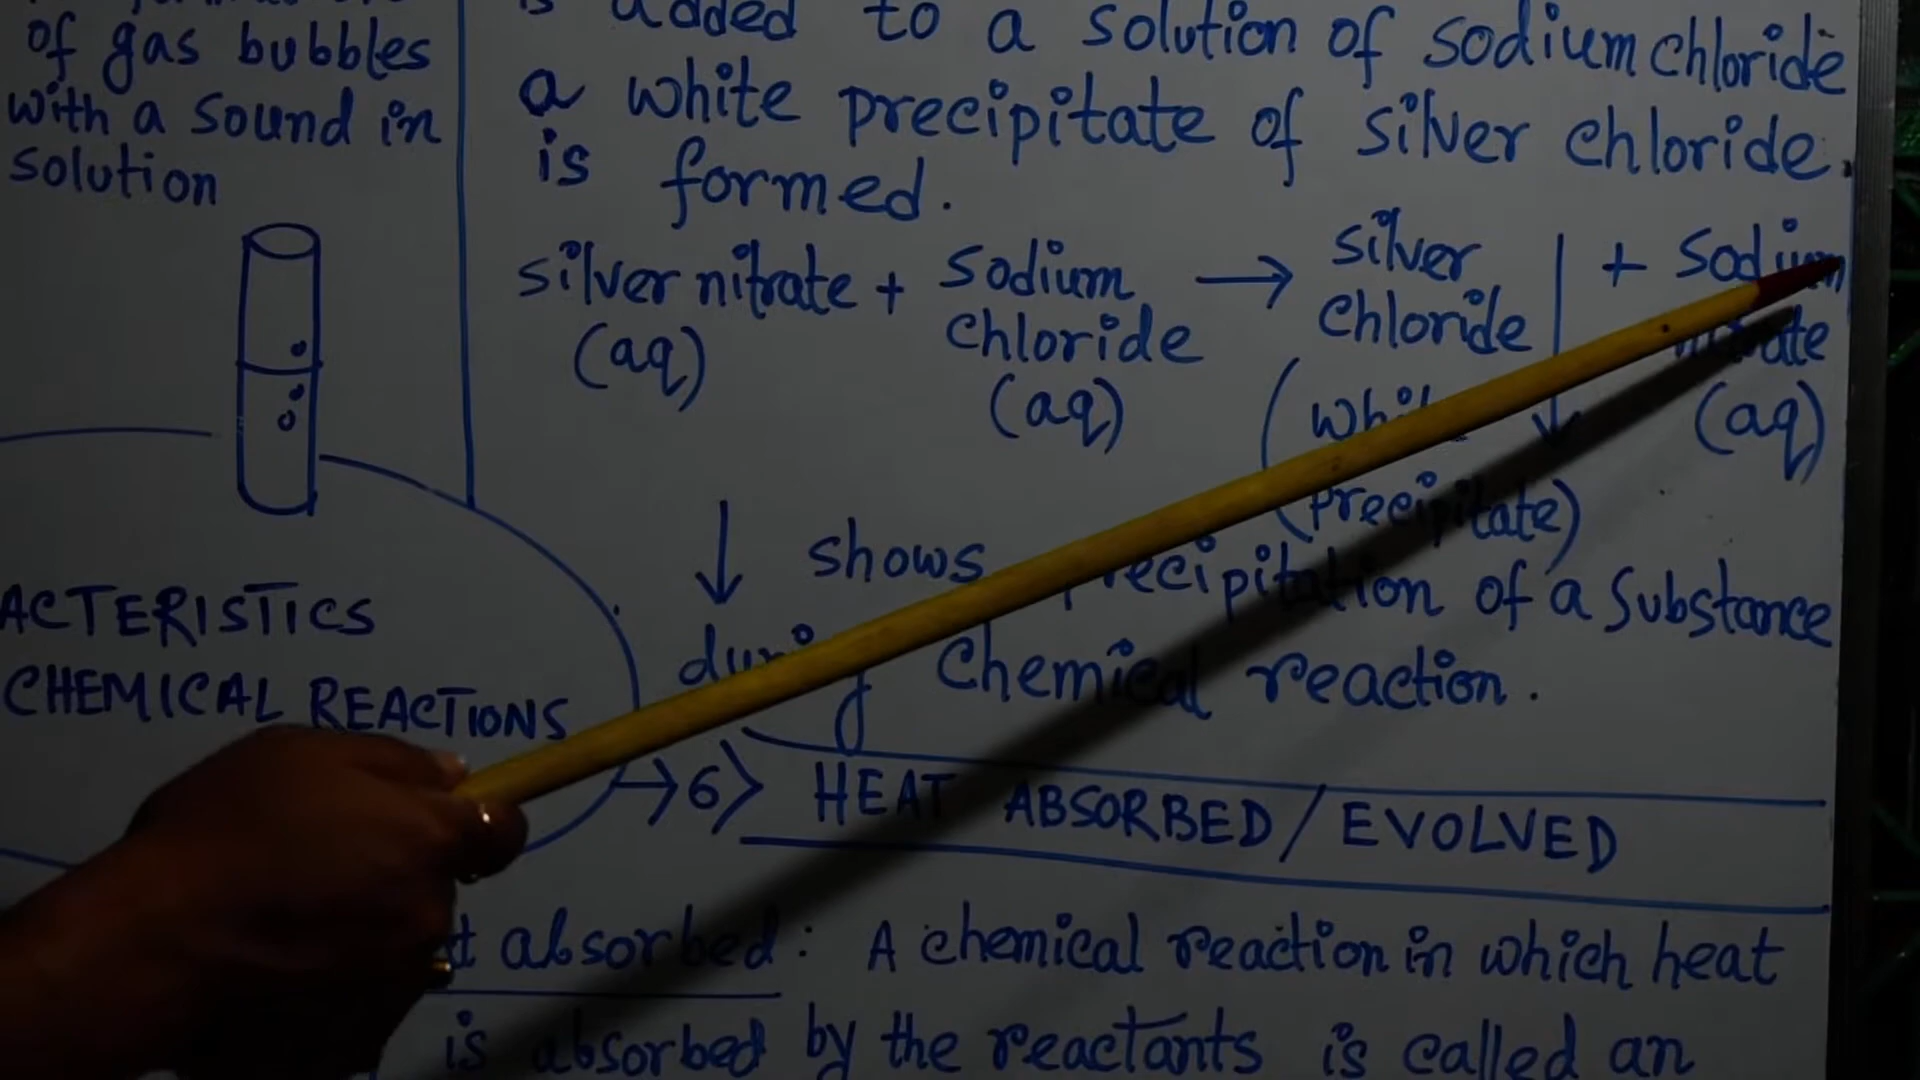 of gas bubbles
with a sound in
solution
ACTERISTICS
CHEMICAL REACTIONS
is added to a solution of sodium chloride
a white precipitate of silver chloride
is formed.
silver nitrate + sodium chloride → silver chloride ↓ + sodium
(aq) (aq) (white precipitate) (aq)
↓ shows precipitation of a substance
during chemical reaction.
→ 6> HEAT ABSORBED / EVOLVED
absorbed: A chemical reaction in which heat
is absorbed by the reactants is called an